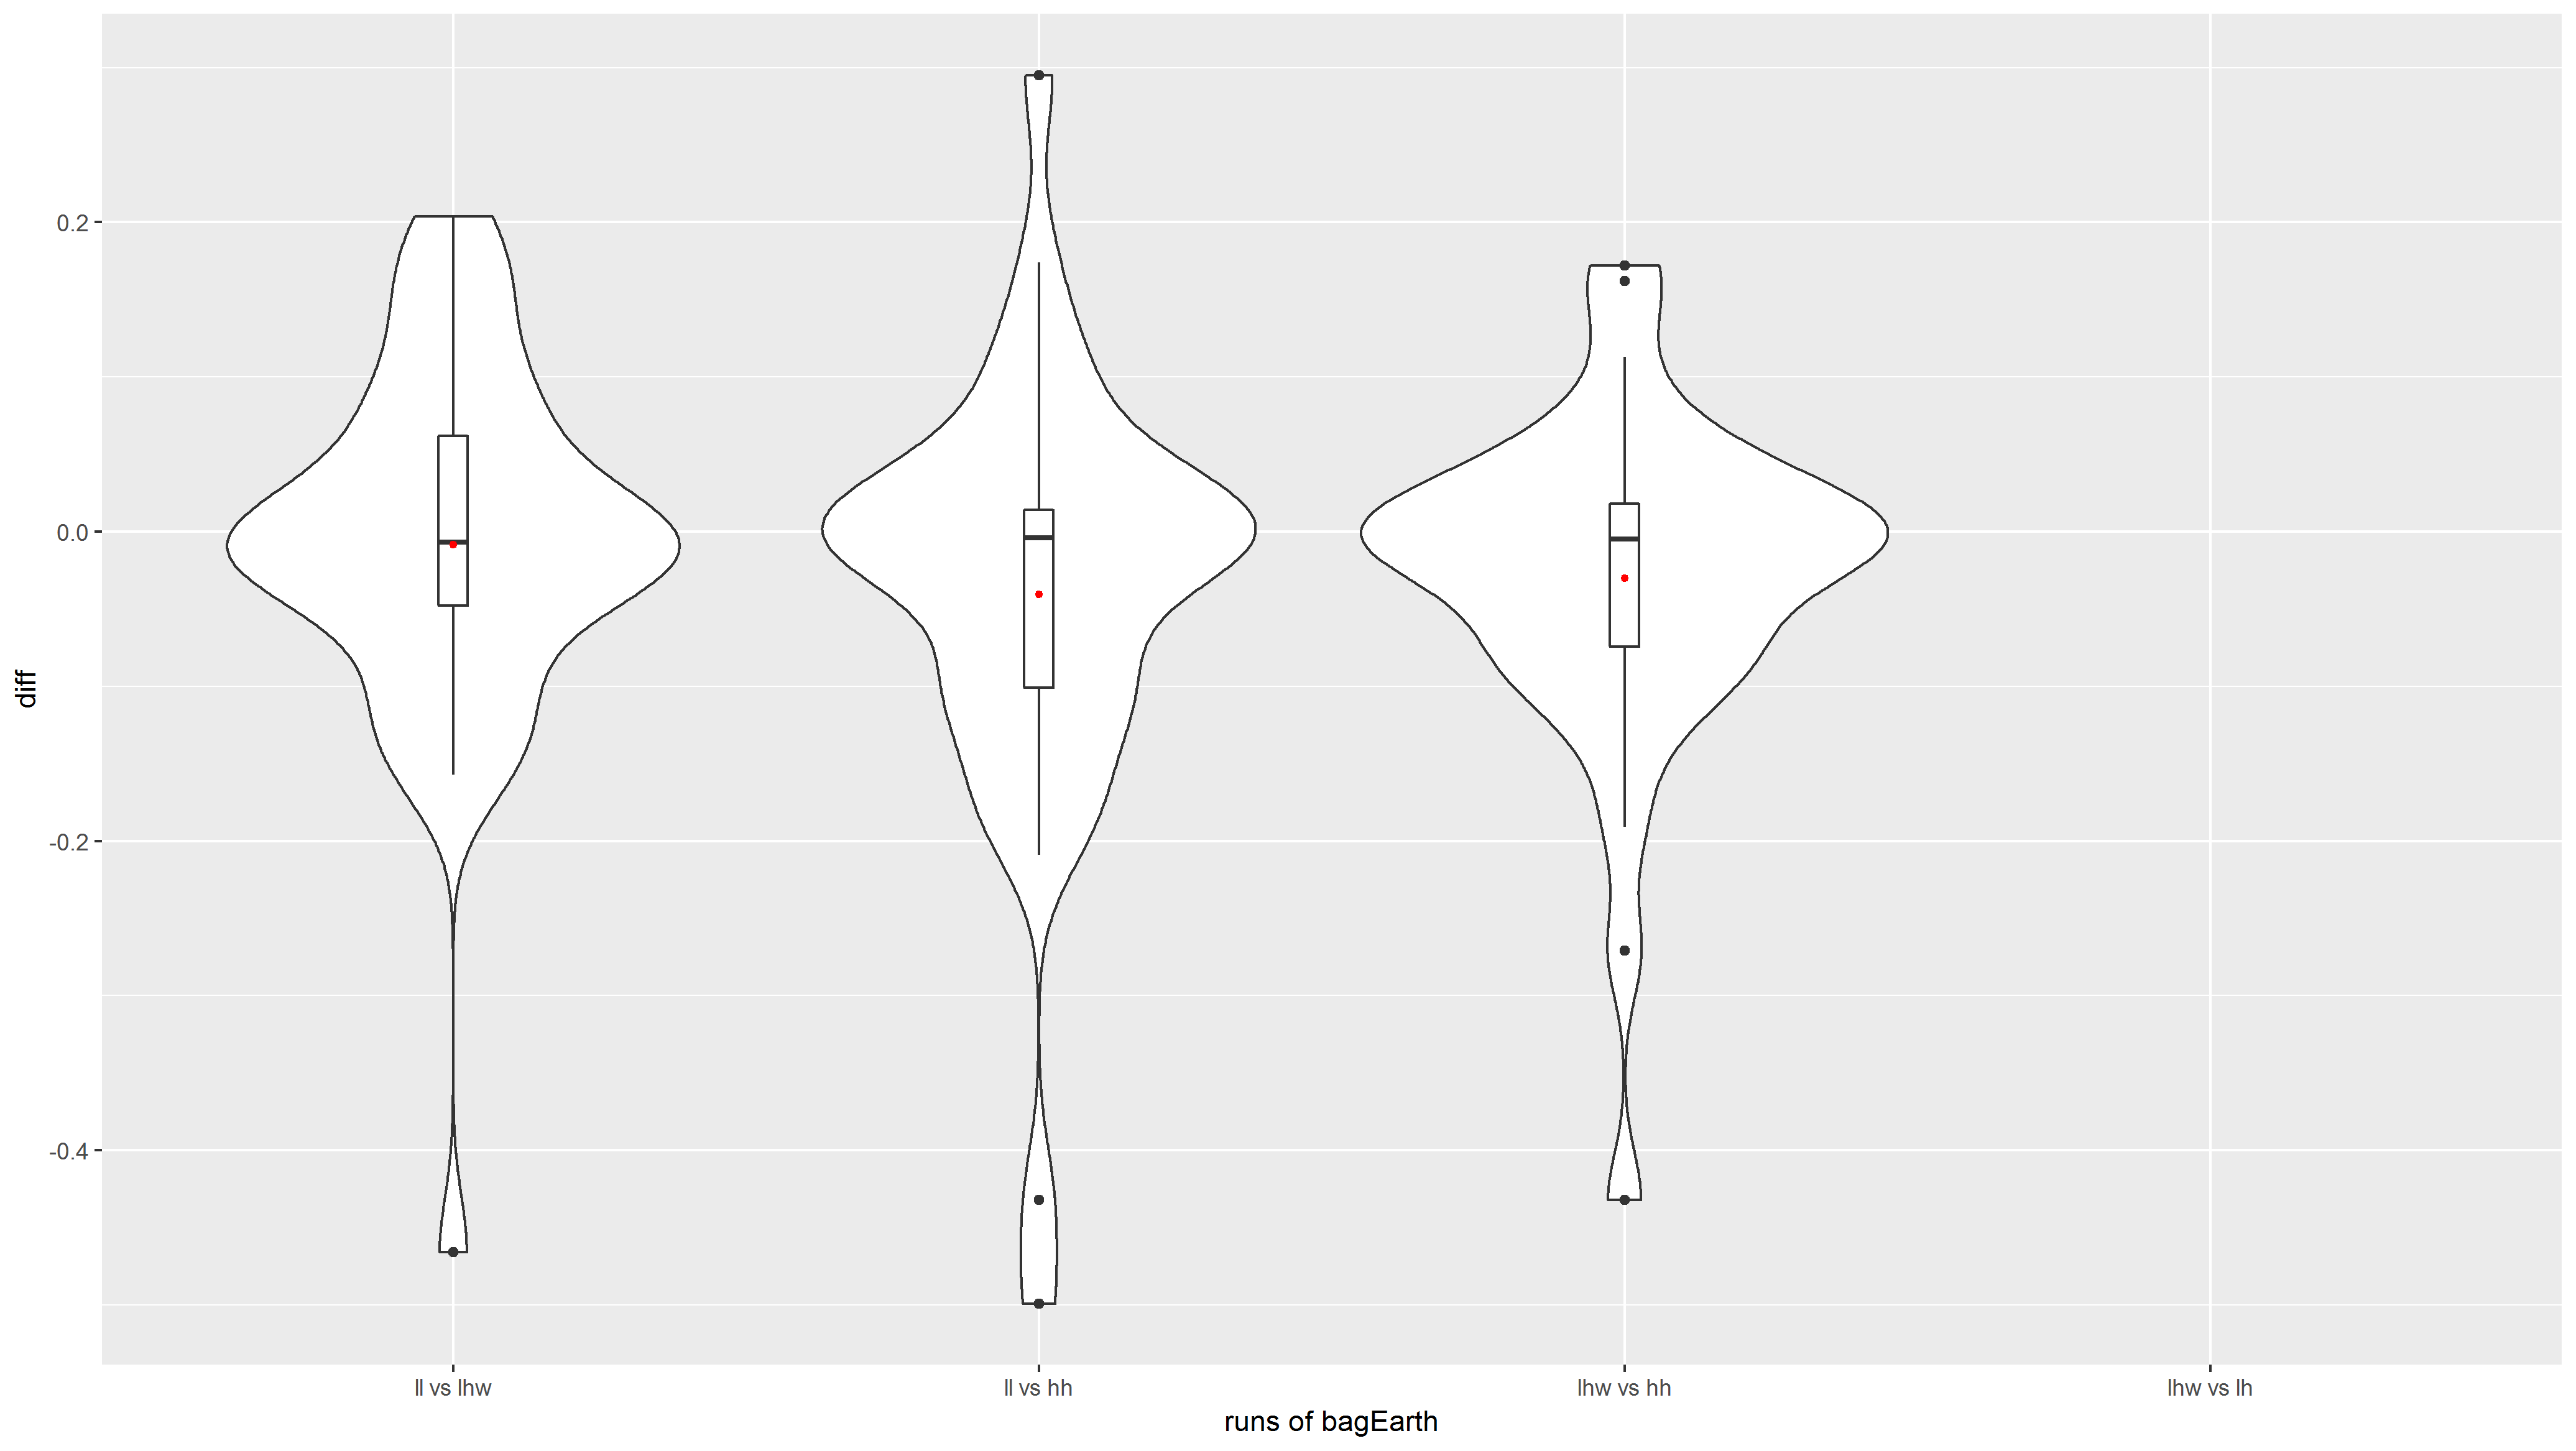 diff
0.2
0.0
-0.2
-0.4
ll vs lhw
ll vs hh
lhw vs hh
lhw vs lh
runs of bagEarth